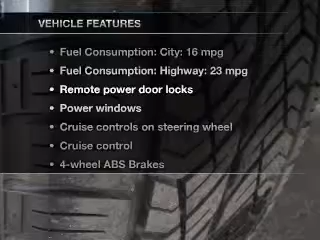 VEHICLE FEATURES
• Fuel Consumption: City: 16 mpg
• Fuel Consumption: Highway: 23 mpg
• Remote power door locks
• Power windows
• Cruise controls on steering wheel
• Cruise control
• 4-wheel ABS Brakes